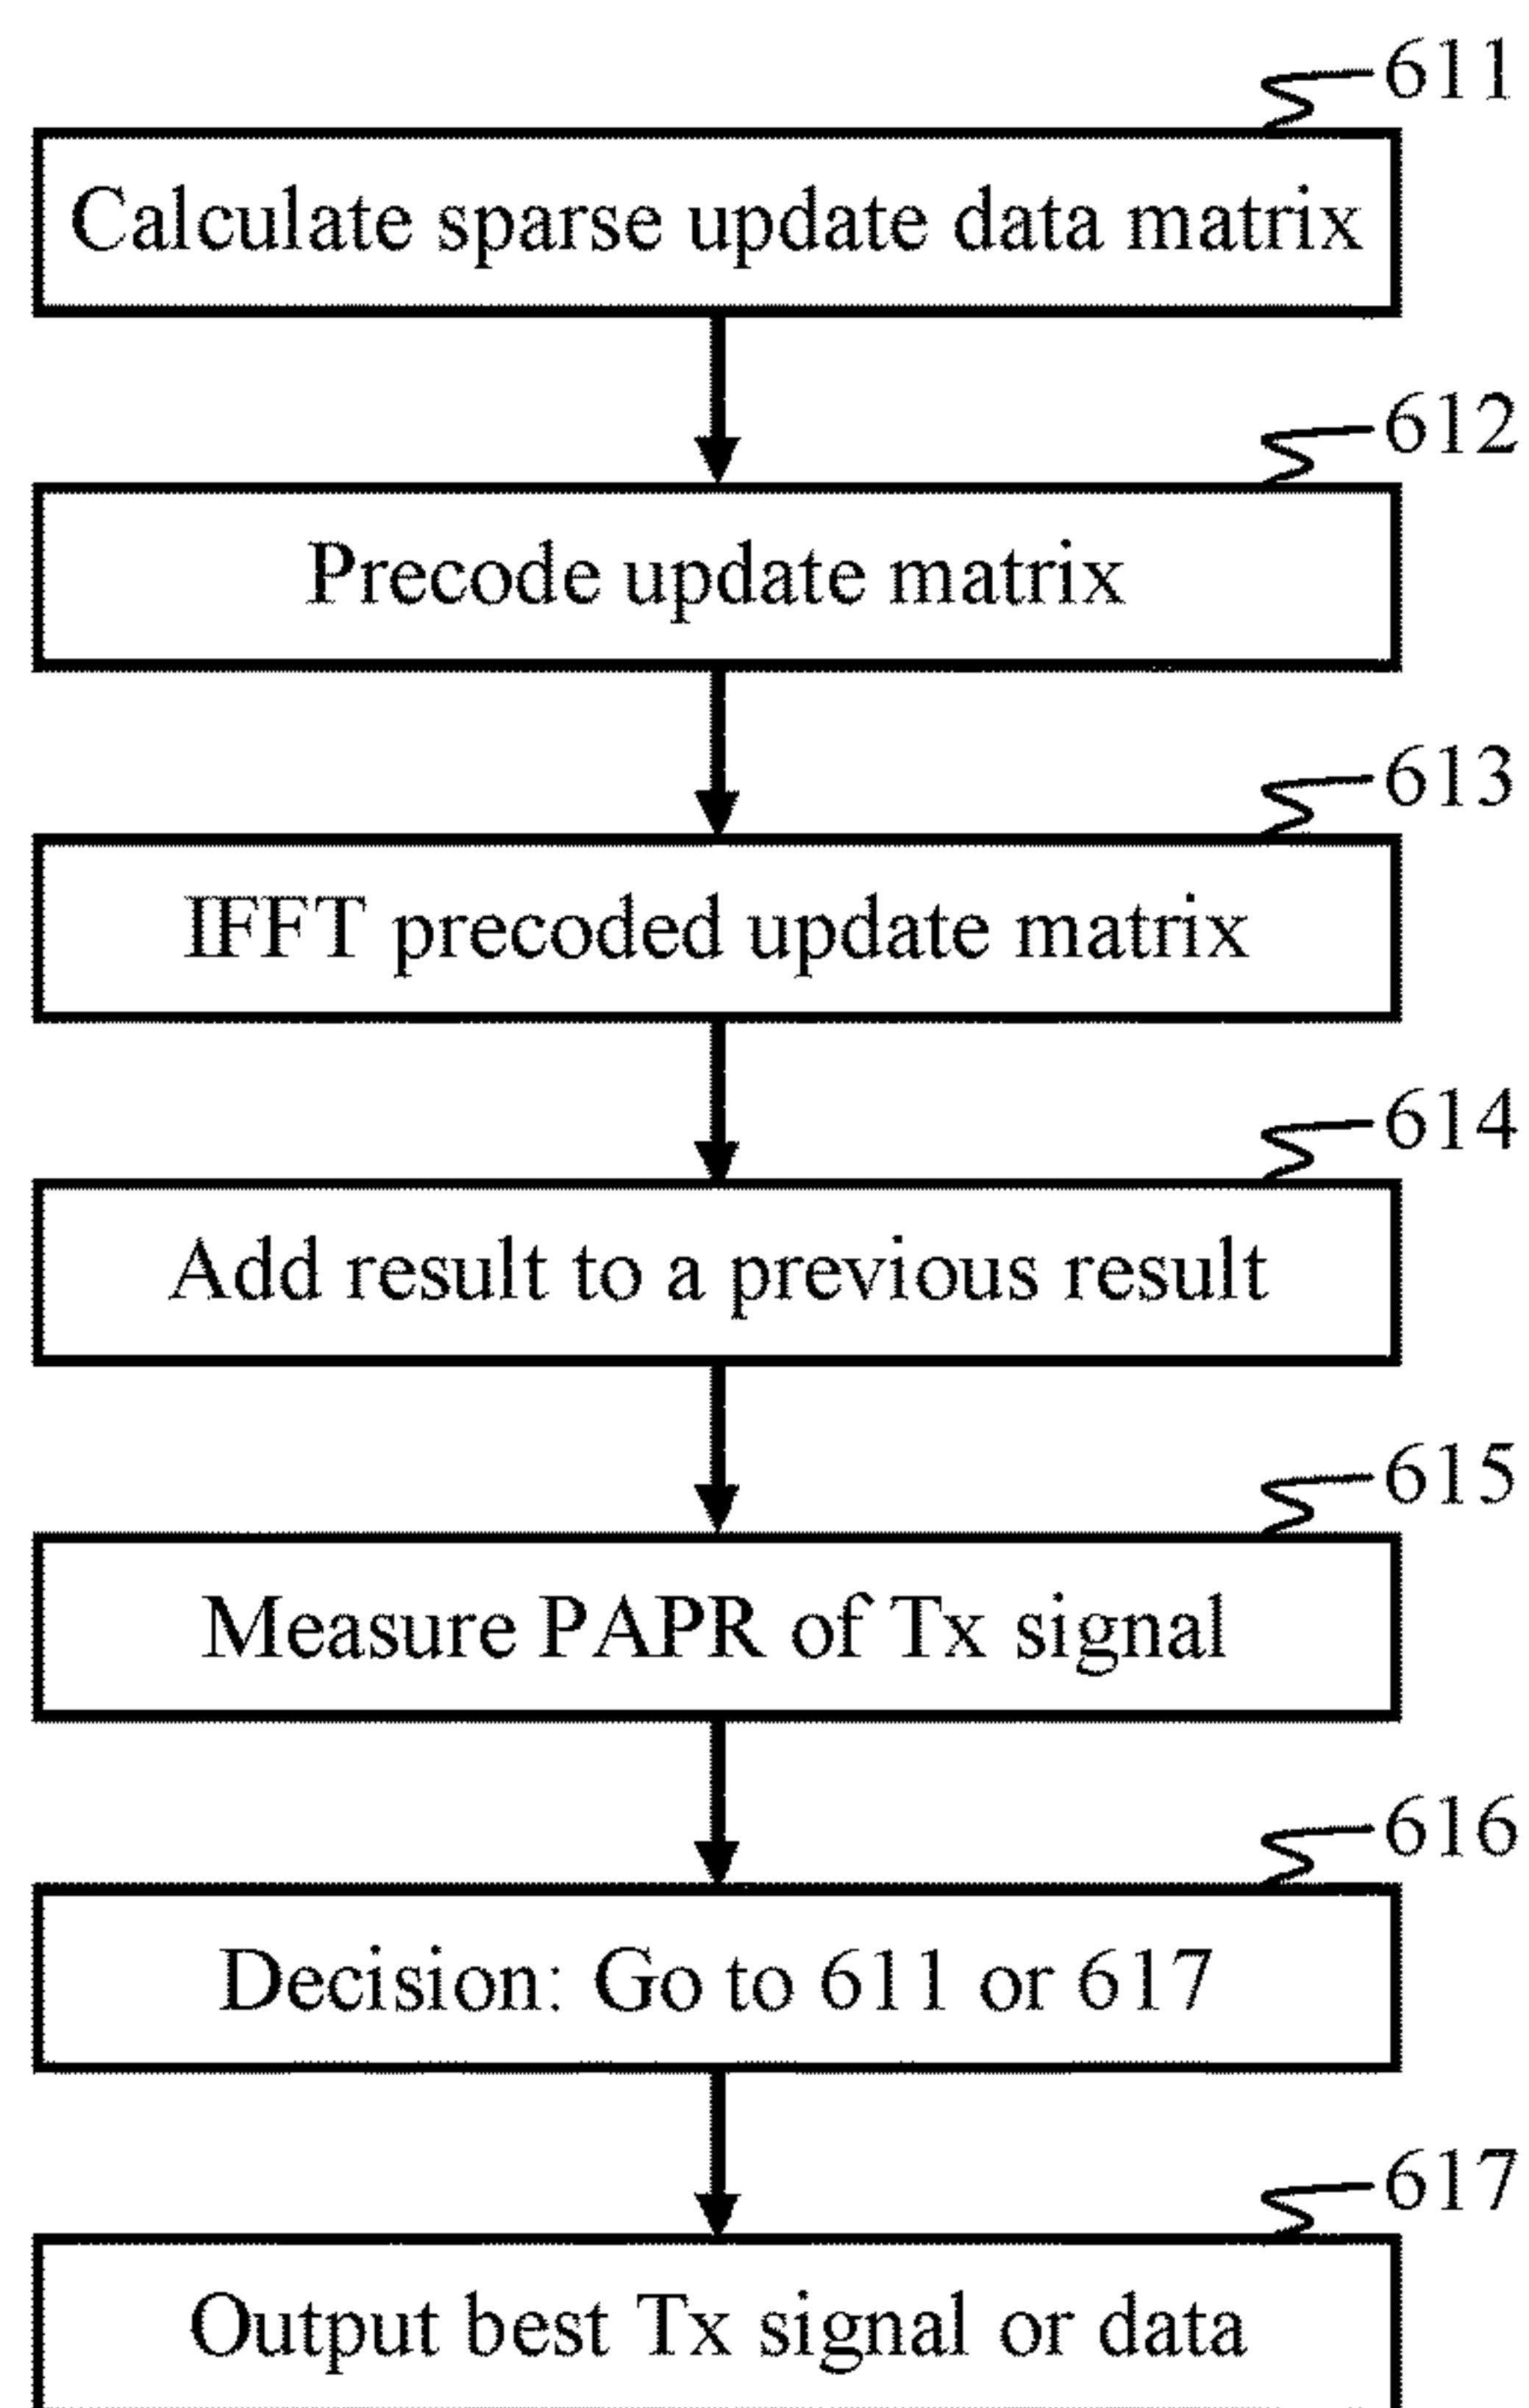 611
Calculate sparse update data matrix
612
Precode update matrix
613
IFFT precoded update matrix
614
Add result to a previous result
615
Measure PAPR of Tx signal
616
Decision: Go to 611 or 617
617
Output best Tx signal or data